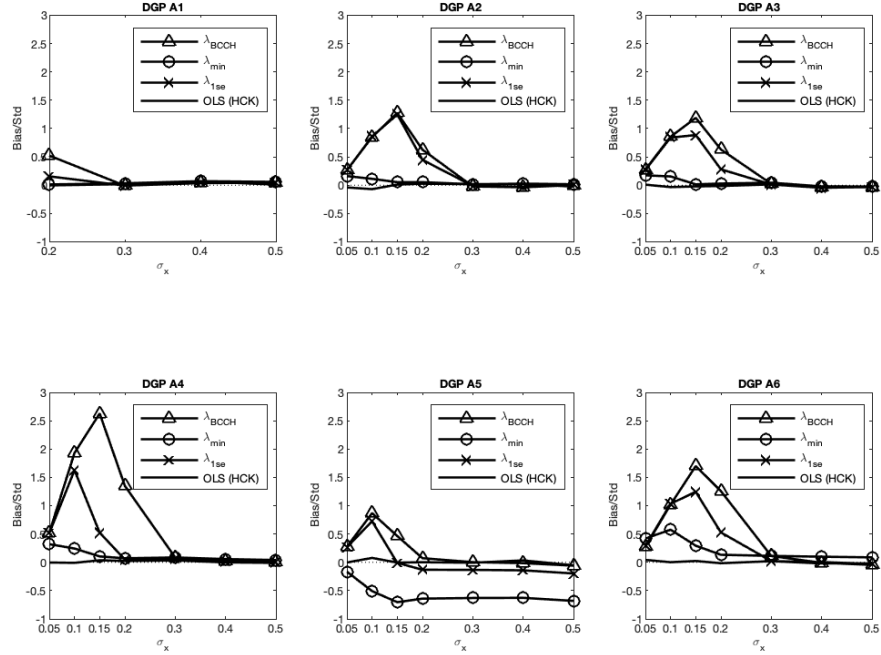 DGP A1
3
2.5
2
1.5
1
0.5
0
-0.5
-1
Bias/Std
λBCCH
λmin
λ1se
OLS (HCK)
0.2 0.3 0.4 0.5
σx
DGP A2
3
2.5
2
1.5
1
0.5
0
-0.5
-1
Bias/Std
λBCCH
λmin
λ1se
OLS (HCK)
0.05 0.1 0.15 0.2 0.3 0.4 0.5
σx
DGP A3
3
2.5
2
1.5
1
0.5
0
-0.5
-1
Bias/Std
λBCCH
λmin
λ1se
OLS (HCK)
0.05 0.1 0.15 0.2 0.3 0.4 0.5
σx
DGP A4
3
2.5
2
1.5
1
0.5
0
-0.5
-1
Bias/Std
λBCCH
λmin
λ1se
OLS (HCK)
0.05 0.1 0.15 0.2 0.3 0.4 0.5
σx
DGP A5
3
2.5
2
1.5
1
0.5
0
-0.5
-1
Bias/Std
λBCCH
λmin
λ1se
OLS (HCK)
0.05 0.1 0.15 0.2 0.3 0.4 0.5
σx
DGP A6
3
2.5
2
1.5
1
0.5
0
-0.5
-1
Bias/Std
λBCCH
λmin
λ1se
OLS (HCK)
0.05 0.1 0.15 0.2 0.3 0.4 0.5
σx